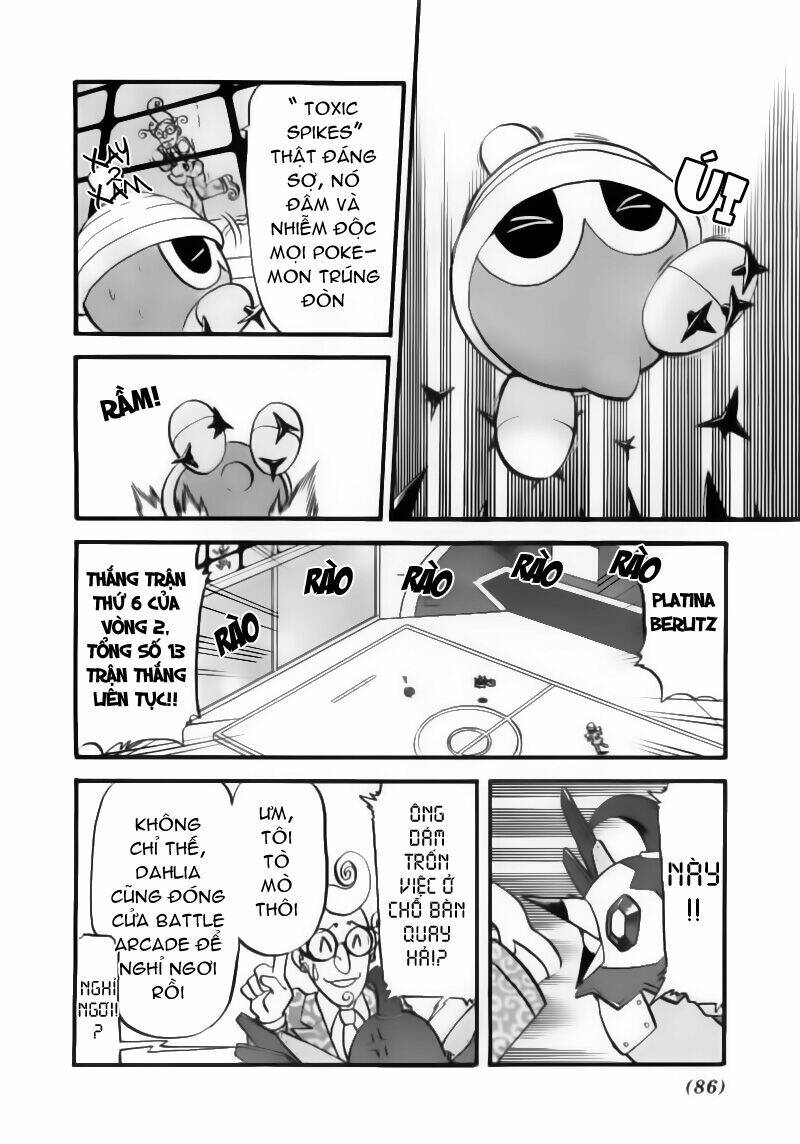 ÚI
" TOXIC
SPIKES"
THẬT ĐÁNG
SỢ, NÓ
ĐÂM VÀ
NHIỄM ĐỘC
MỌI POKE-
MON TRÚNG
ĐÒN
XAY
XẨM
RẦM!
RÀO
RÀO
RÀO
RÀO
RÀO
PLATINA
BERLITZ
THẮNG TRẬN
THỨ 6 CỦA
VÒNG 2,
TỔNG SỐ 13
TRẬN THẮNG
LIÊN TỤC!!
NÀY
!!
ÔNG
DÁM
TRỐN
VIỆC Ở
CHỖ BÀN
QUAY
HẢ!?
ƯM,
TÔI
TÒ
MÒ
THÔI
KHÔNG
CHỈ THẾ,
DAHLIA
CŨNG ĐÓNG
CỬA BATTLE
ARCADE ĐỂ
NGHỈ NGƠI
RỒI
NGHỈ
NGƠI!
?
(86)